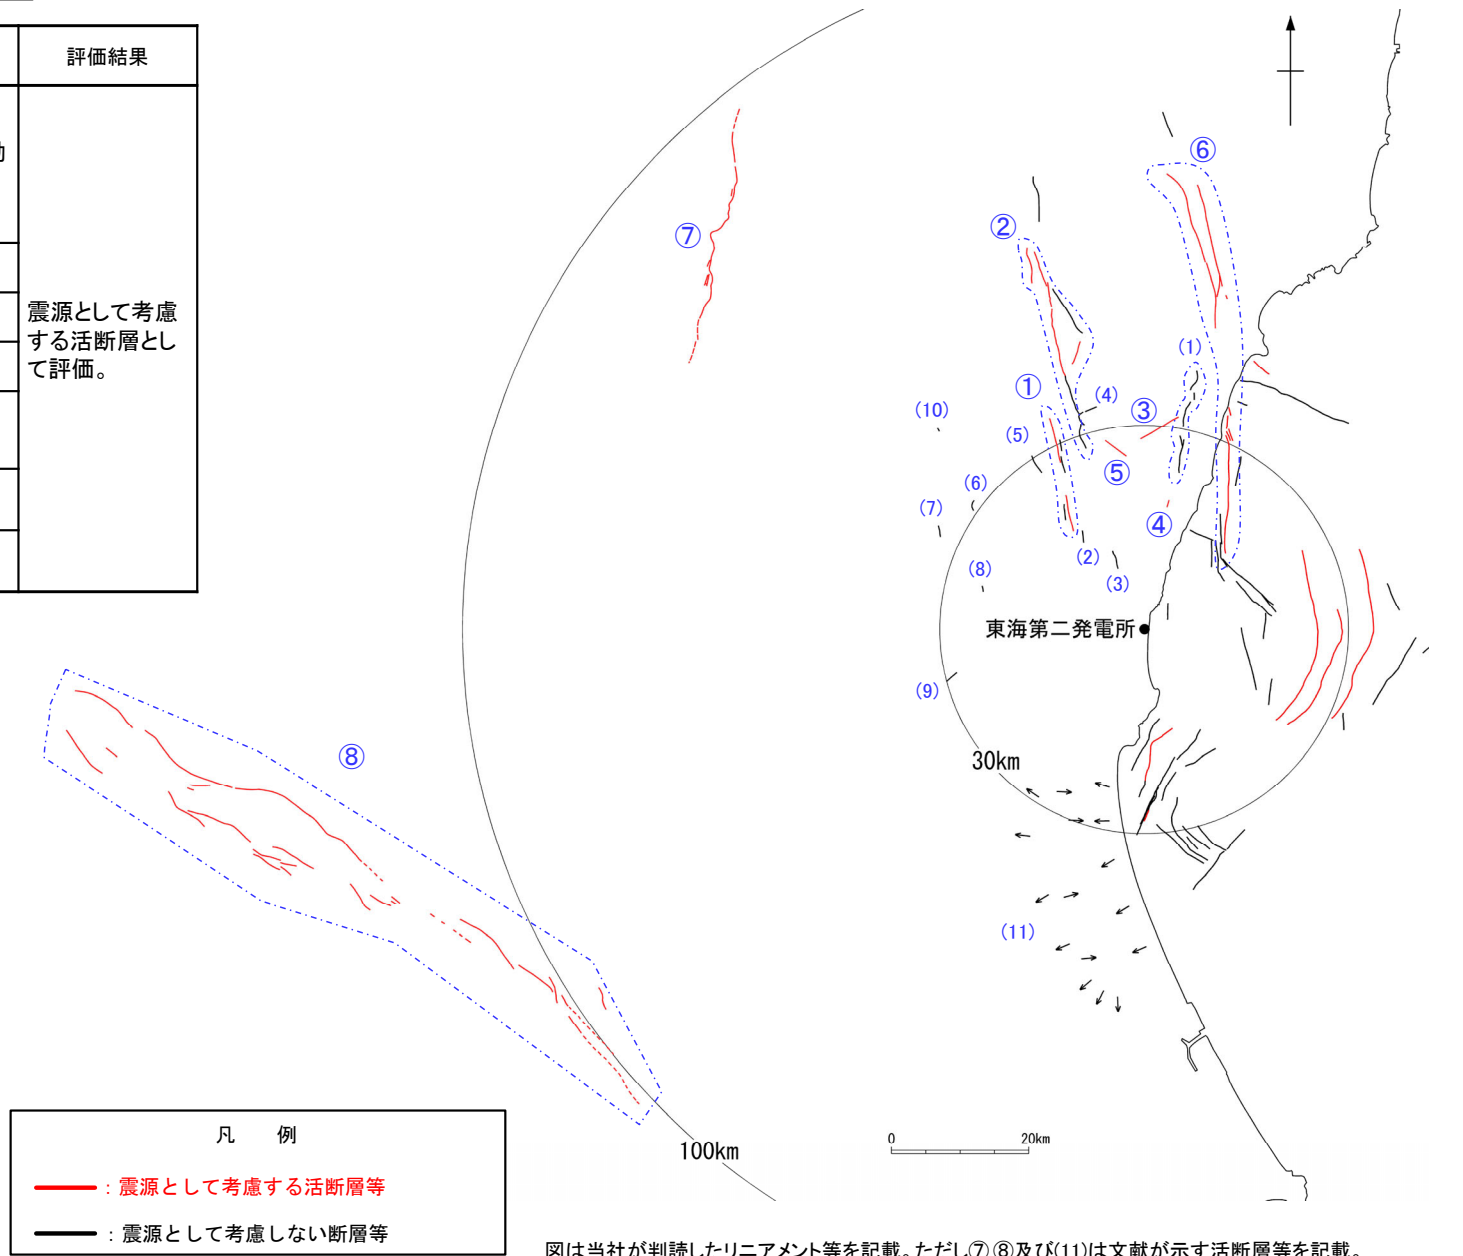 評価結果
震源として考慮
する活断層とし
て評価。
⑥
②
⑦
(1)
①
(4)
③
(10)
(5)
⑤
(6)
(7)
④
(2)
(8)
(3)
東海第二発電所
(9)
⑧
30km
(11)
100km
0 20km
凡 例
：震源として考慮する活断層等
：震源として考慮しない断層等
図は当社が判読したリニアメント等を記載。ただし⑦,⑧及び(11)は文献が示す活断層等を記載。